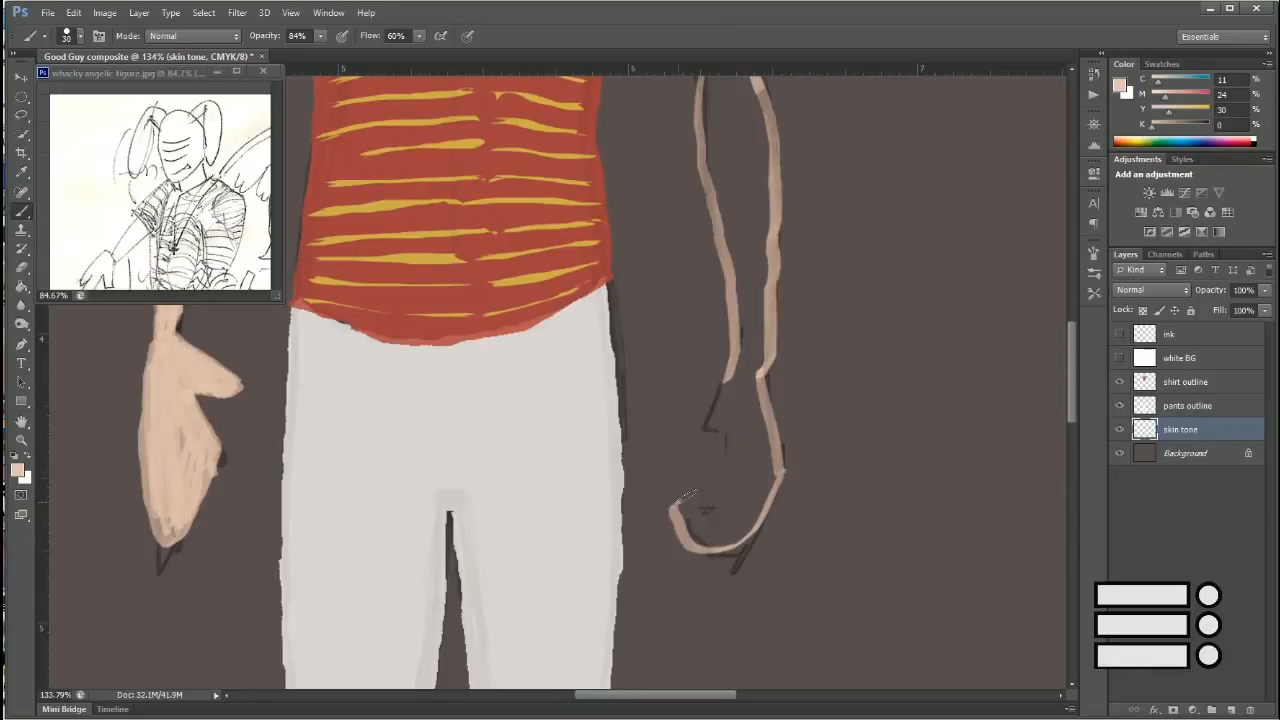 Ps File Edit Image Layer Type Select Filter 3D View Window Help
30 Mode: Normal Opacity: 84% Flow: 60% Essentials
Good Guy composite @ 134% (skin tone, CMYK/8) * ×
Ps whacky angelic figure.jpg @ 84.7% (...
5 6 7
4
5
84.67%
Color Swatches
C 11 %
M 24 %
Y 30 %
K 0 %
Adjustments Styles
Add an adjustment
Layers Channels Paths
Kind
Normal Opacity: 100%
Lock: Fill: 100%
ink
white BG
shirt outline
pants outline
skin tone
Background
133.79% Doc: 32.1M/41.9M
Mini Bridge Timeline